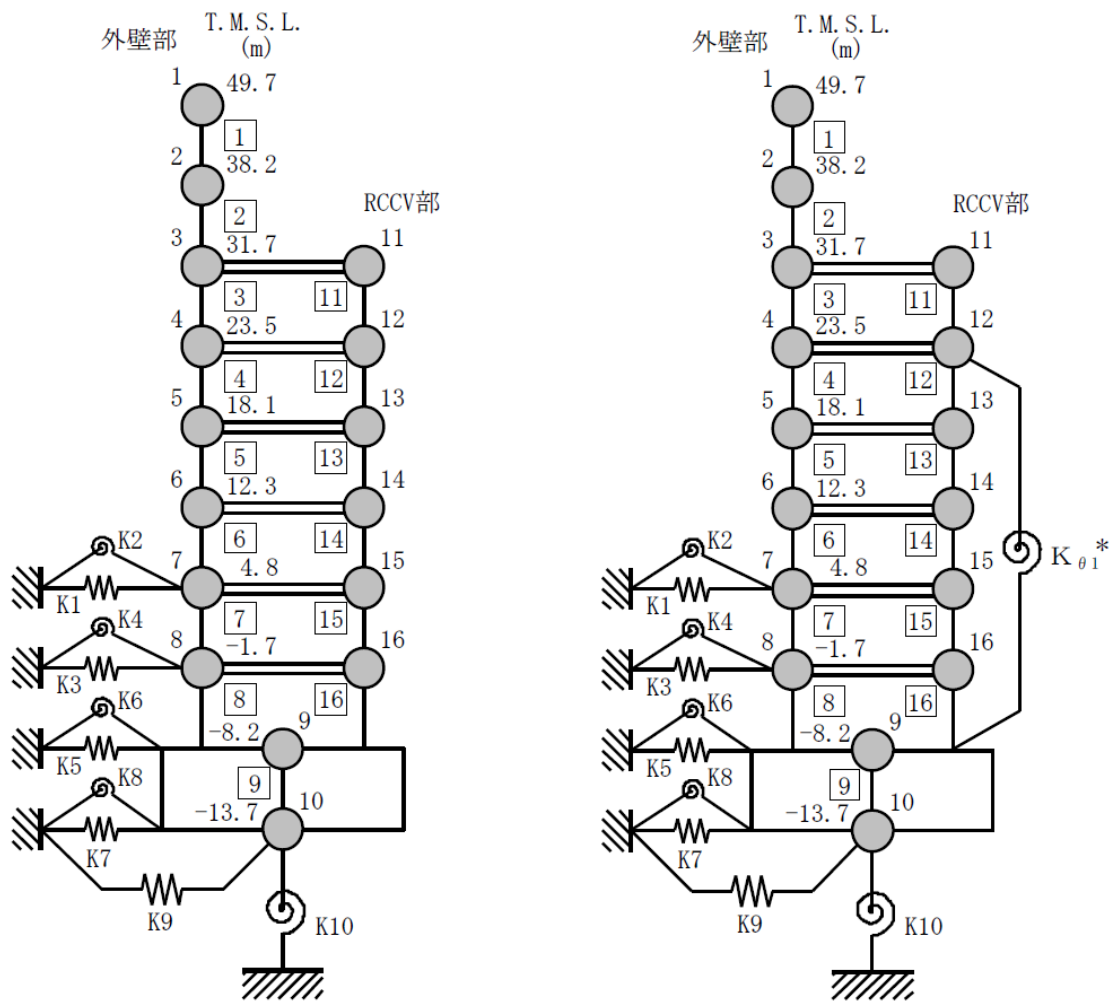 T.M.S.L.
外壁部 (m)
1 49.7
1
2 38.2
2 RCCV部
3 31.7 11
3 11
4 23.5 12
4 12
5 18.1 13
5 13
6 12.3 14
K2 6 14
7 4.8 15
K1
K4 7 15
8 -1.7 16
K3
K6 8 16
-8.2 9
K5
K8 9
-13.7 10
K7
K9 K10
T.M.S.L.
外壁部 (m)
1 49.7
1
2 38.2
2 RCCV部
3 31.7 11
3 11
4 23.5 12
4 12
5 18.1 13
5 13
6 12.3 14
K2 6 14
7 4.8 15
Kθ1*
K1
K4 7 15
8 -1.7 16
K3
K6 8 16
-8.2 9
K5
K8 9
-13.7 10
K7
K9 K10